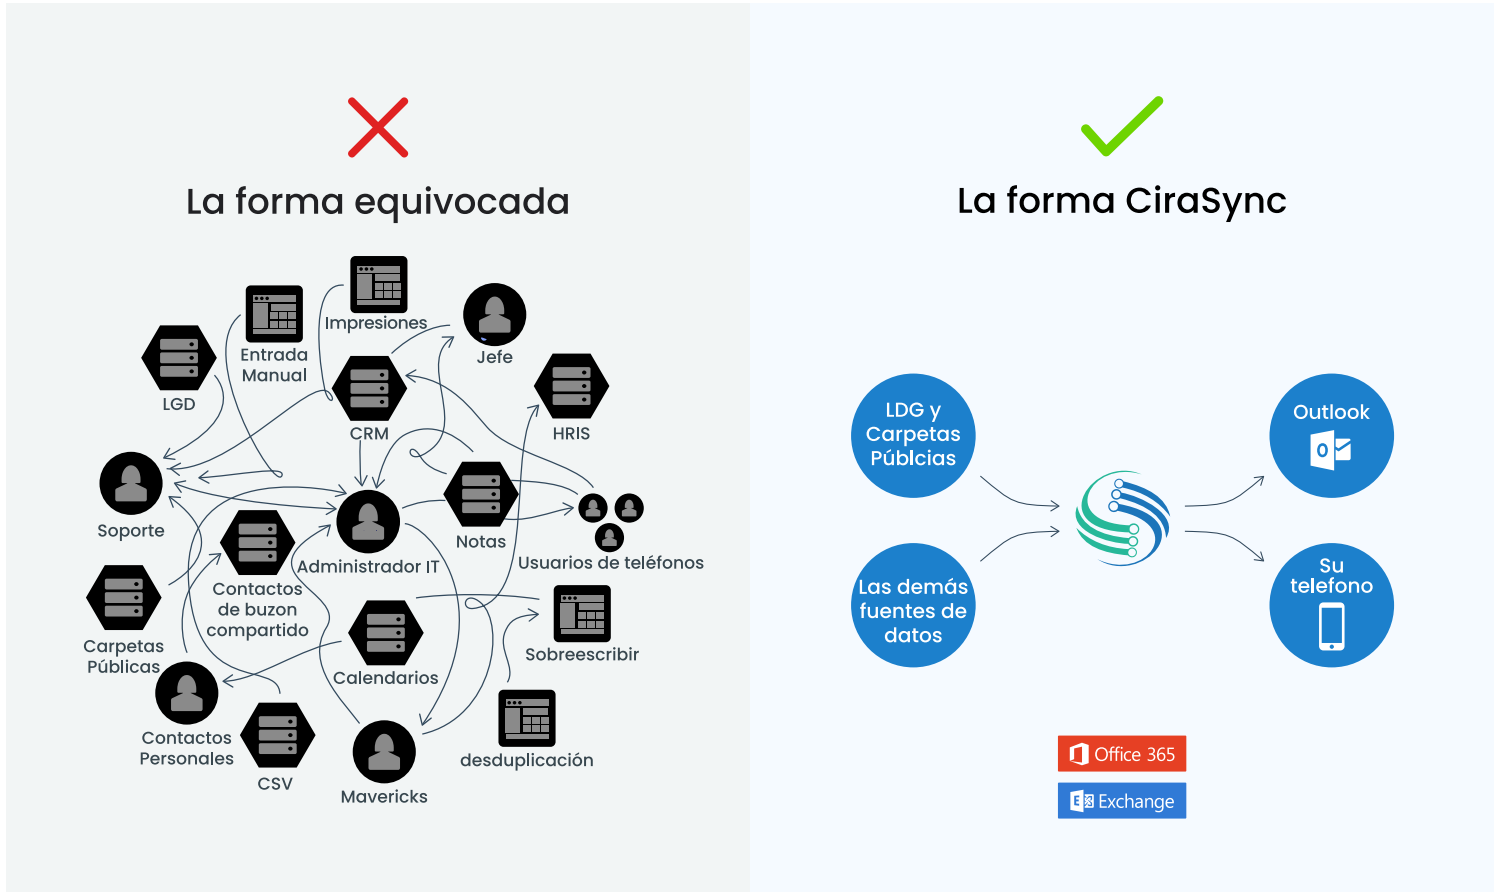 La forma equivocada
Impresiones
Entrada
Manual
Jefe
LGD
CRM
HRIS
Soporte
Notas
Administrador IT
Usuarios de teléfonos
Contactos
de buzon
compartido
Carpetas
Públicas
Calendarios
Sobreescribir
Contactos
Personales
CSV
Mavericks
desduplicación
La forma CiraSync
LDG y
Carpetas
Públcias
Outlook
O
Las demás
fuentes de
datos
Su
telefono
Office 365
E Exchange